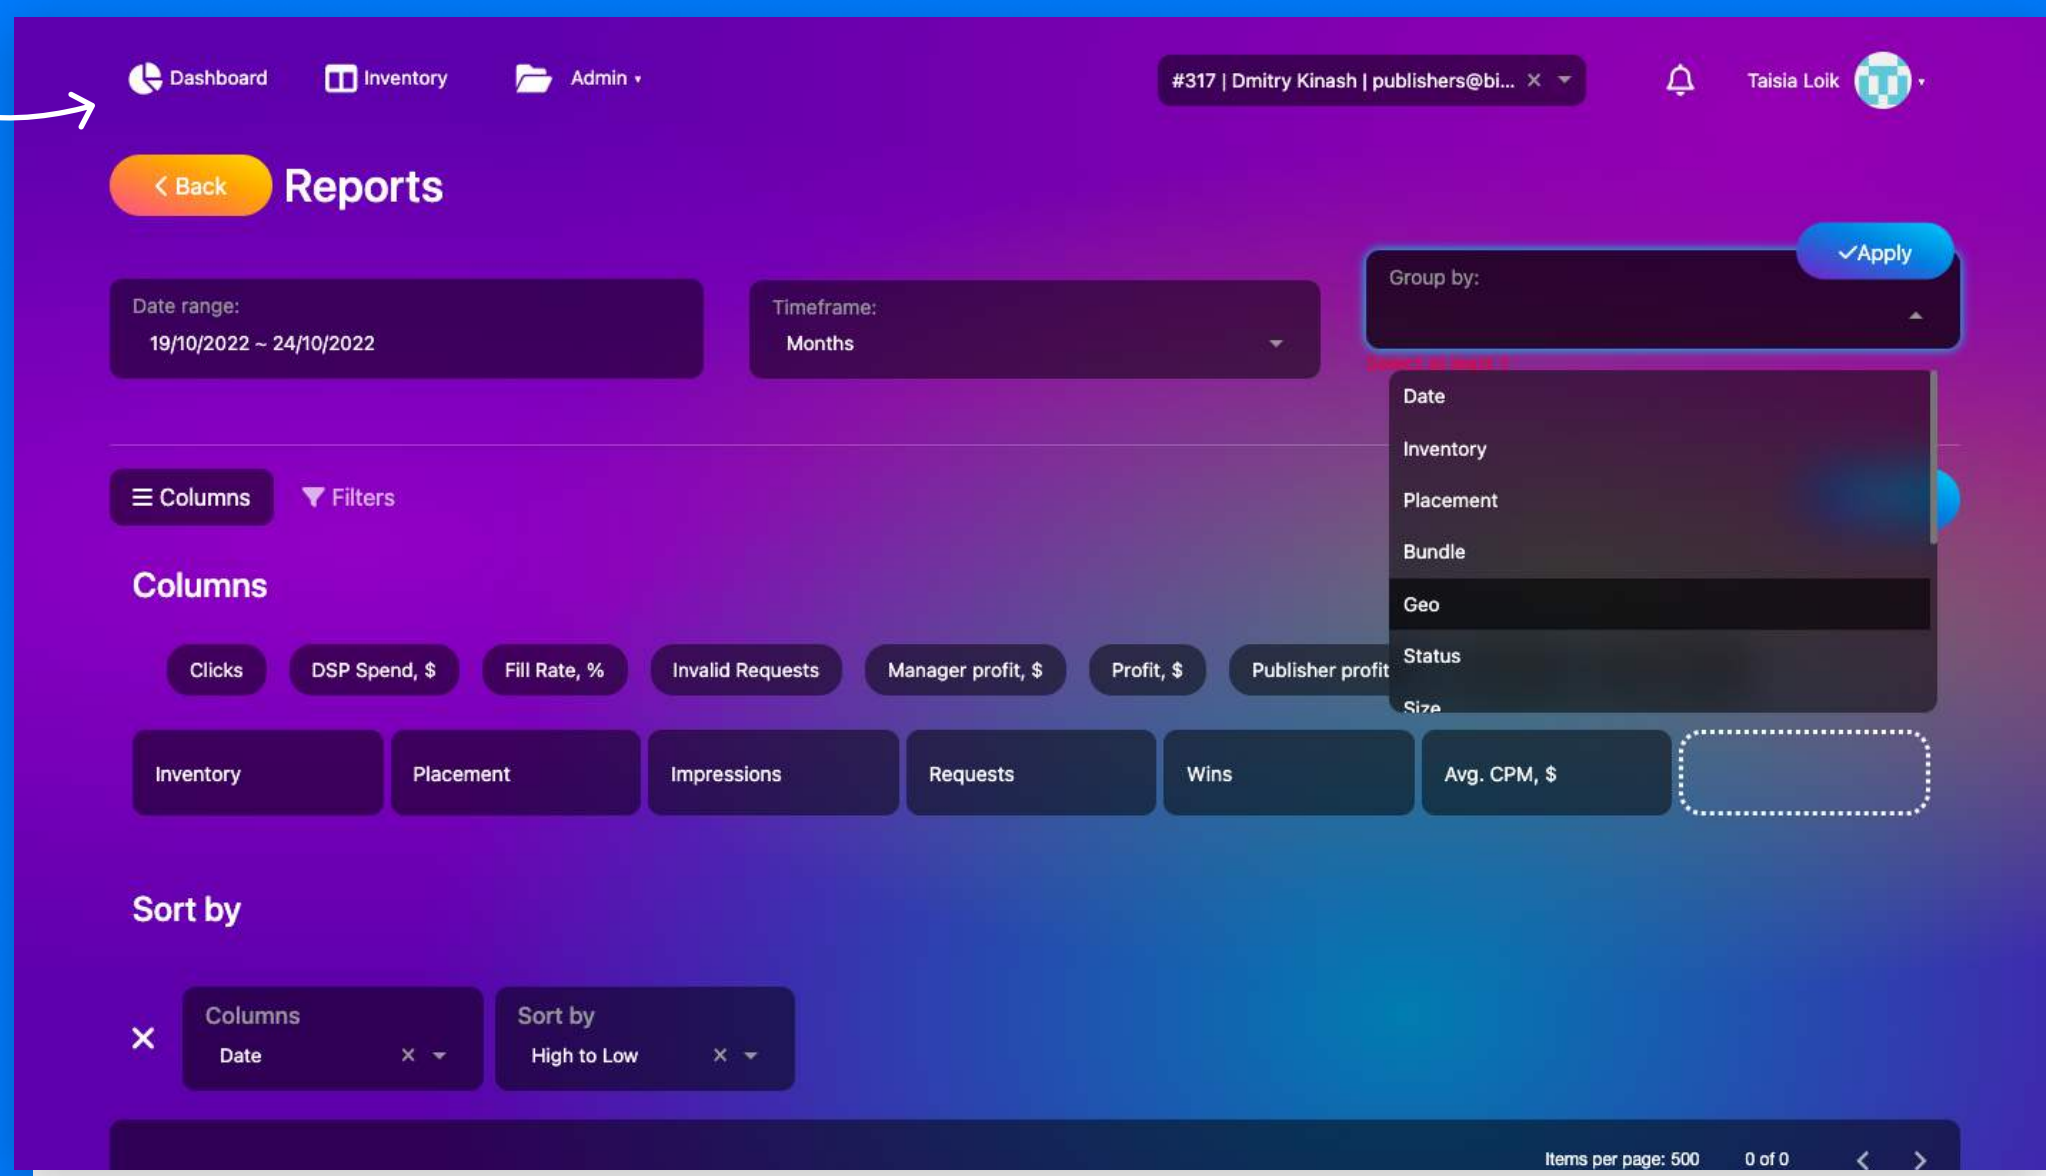 Dashboard Inventory Admin #317 | Dmitry Kinash | publishers@bi... Taisia Loik
Back Reports
Apply
Group by:
Date range:
19/10/2022 ~ 24/10/2022
Timeframe:
Months
Date
Inventory
Placement
Bundle
Geo
Status
Size
Columns Filters
Columns
Clicks DSP Spend, $ Fill Rate, % Invalid Requests Manager profit, $ Profit, $ Publisher profit
Inventory Placement Impressions Requests Wins Avg. CPM, $
Sort by
Columns
Date
Sort by
High to Low
Items per page: 500 0 of 0